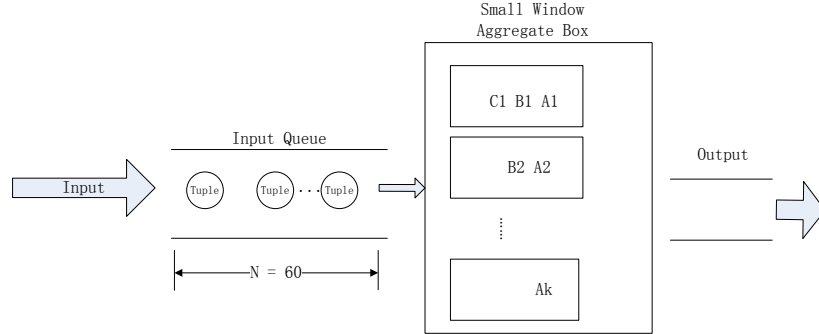 Small Window
Aggregate Box
C1 B1 A1
Input Queue
B2 A2
Output
Input
Tuple
Tuple
...
Tuple
......
N = 60
Ak